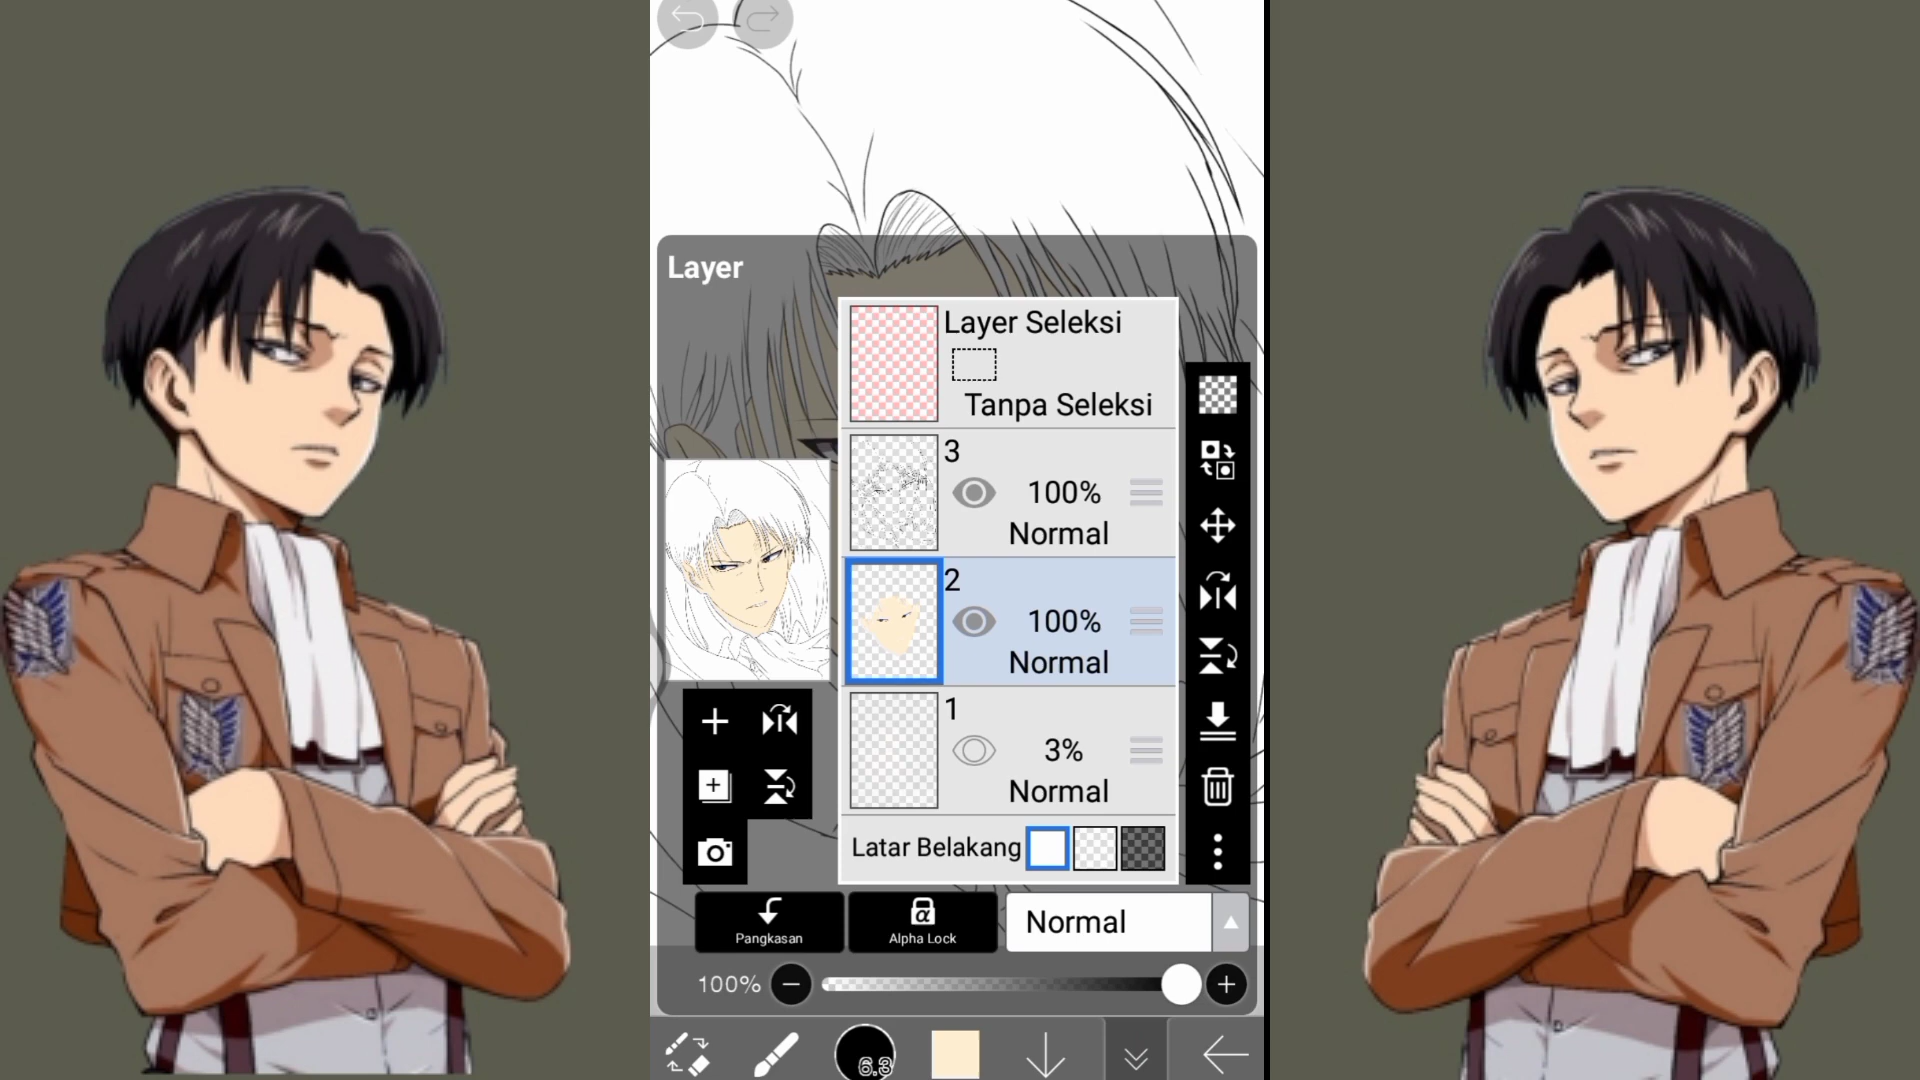 Layer
Layer Seleksi
Tanpa Seleksi
3
100%
Normal
2
100%
Normal
1
3%
Normal
Latar Belakang
Pangkasan
α
Alpha Lock
Normal
100%
6.3